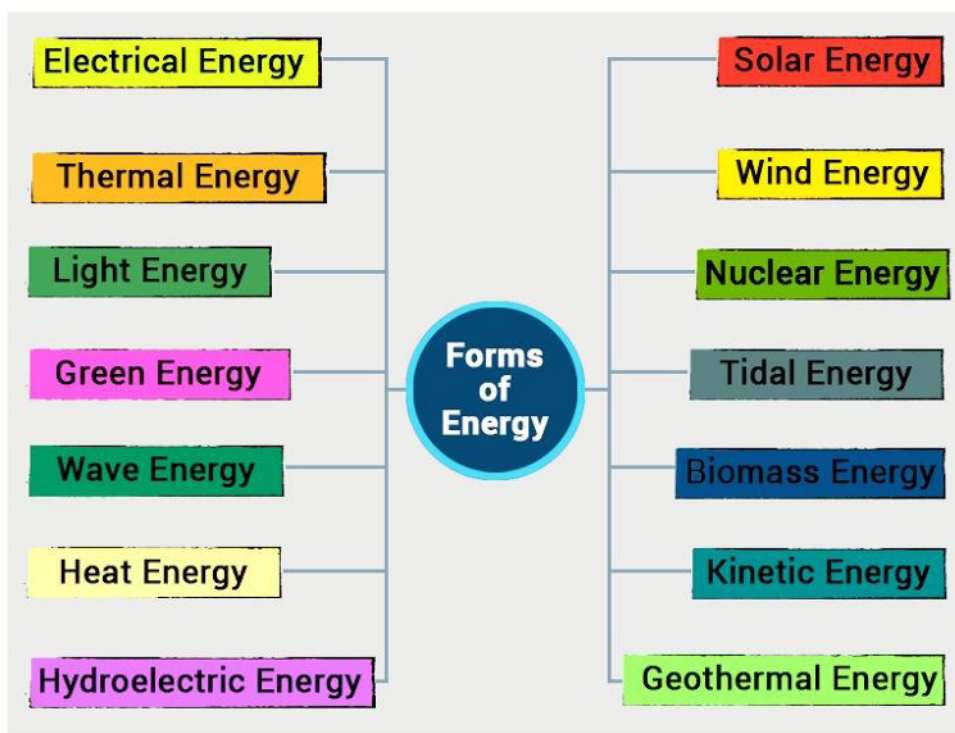 Electrical Energy
Thermal Energy
Light Energy
Green Energy
Wave Energy
Heat Energy
Hydroelectric Energy
Forms
of
Energy
Solar Energy
Wind Energy
Nuclear Energy
Tidal Energy
Biomass Energy
Kinetic Energy
Geothermal Energy